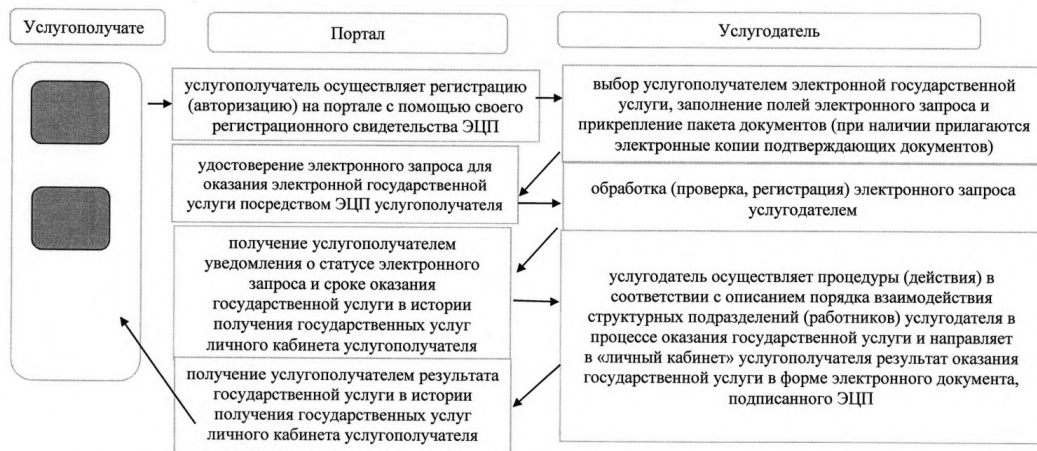 Услугополучате
Портал
Услугодатель
услугополучатель осуществляет регистрацию
(авторизацию) на портале с помощью своего
регистрационного свидетельства ЭЦП
выбор услугополучателем электронной государственной
услуги, заполнение полей электронного запроса и
прикрепление пакета документов (при наличии прилагаются
электронные копии подтверждающих документов)
удостоверение электронного запроса для
оказания электронной государственной
услуги посредством ЭЦП услугополучателя
обработка (проверка, регистрация) электронного запроса
услугодателем
получение услугополучателем
уведомления о статусе электронного
запроса и сроке оказания
государственной услуги в истории
получения государственных услуг
личного кабинета услугополучателя
услугодатель осуществляет процедуры (действия) в
соответствии с описанием порядка взаимодействия
структурных подразделений (работников) услугодателя в
процессе оказания государственной услуги и направляет
в «личный кабинет» услугополучателя результат оказания
государственной услуги в форме электронного документа,
подписанного ЭЦП
получение услугополучателем результата
государственной услуги в истории
получения государственных услуг
личного кабинета услугополучателя